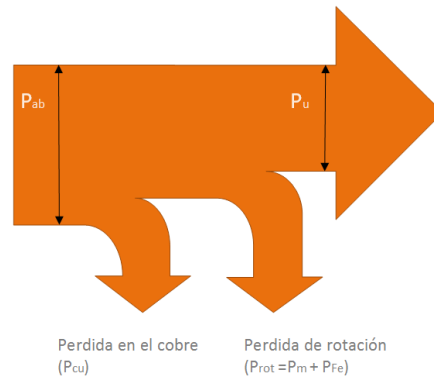 Pab
Pu
Perdida en el cobre
(Pcu)
Perdida de rotación
(Prot =Pm + PFe)